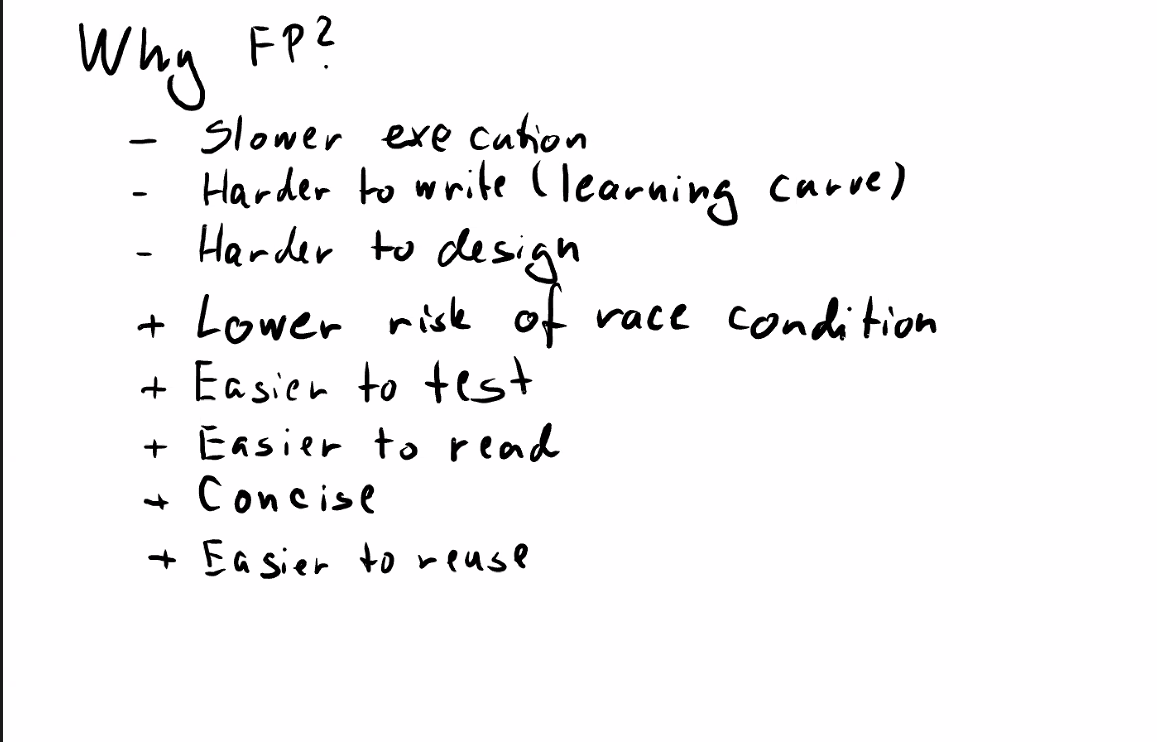 Why FP?
- Slower execution
- Harder to write (learning curve)
- Harder to design
+ Lower risk of race condition
+ Easier to test
+ Easier to read
+ Concise
+ Easier to reuse